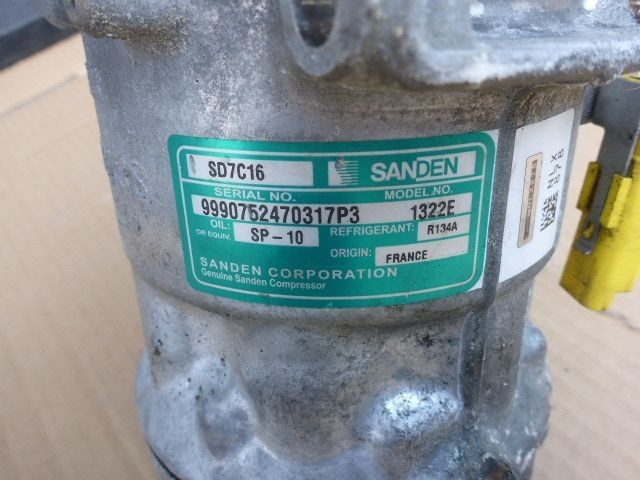 SD7C16 SANDEN
SERIAL NO. MODEL.NO.
9990752470317P3 1322E
OIL: SP-10 REFRIGERANT: R134A
OR EQUIV.
ORIGIN: FRANCE
SANDEN CORPORATION
Genuine Sanden Compressor